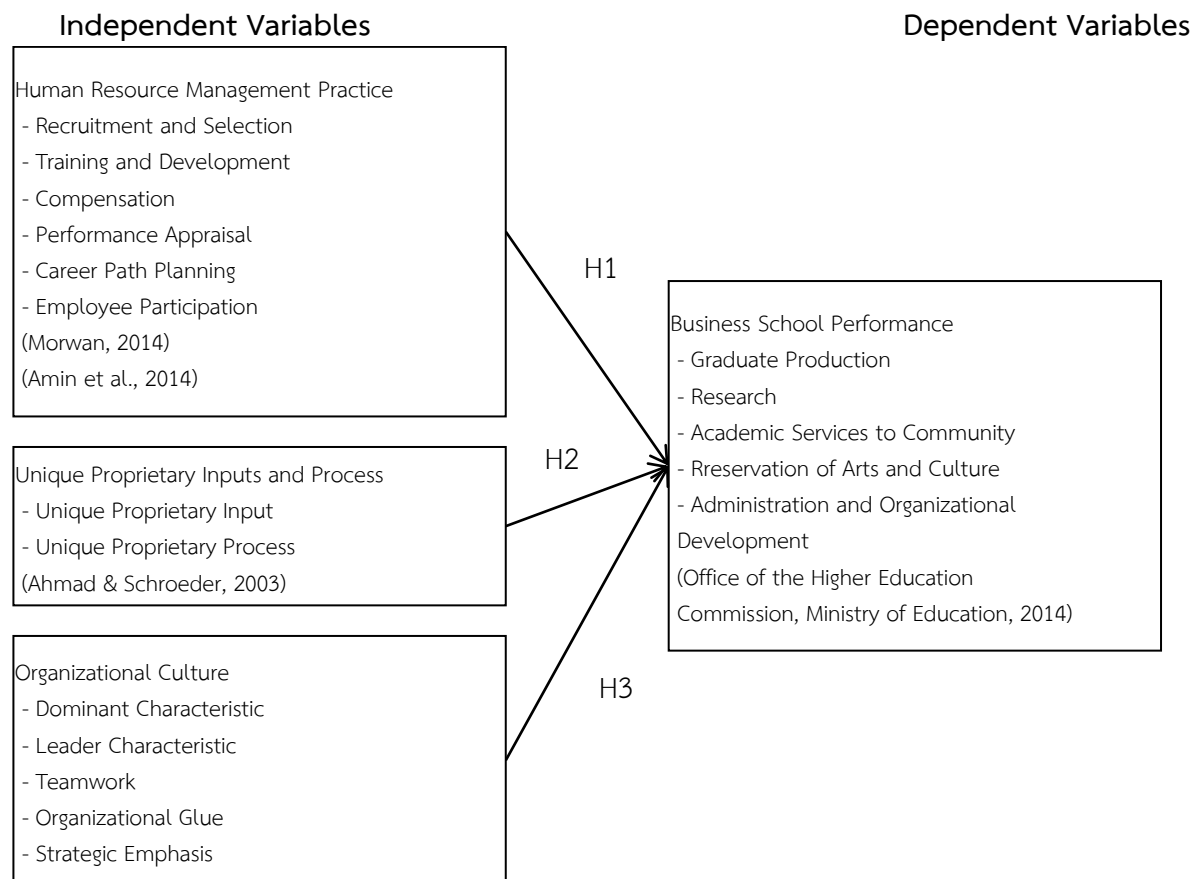 Independent Variables
Dependent Variables
Human Resource Management Practice
- Recruitment and Selection
- Training and Development
- Compensation
- Performance Appraisal
- Career Path Planning
- Employee Participation
(Morwan, 2014)
(Amin et al., 2014)
H1
Unique Proprietary Inputs and Process
- Unique Proprietary Input
- Unique Proprietary Process
(Ahmad & Schroeder, 2003)
H2
Organizational Culture
- Dominant Characteristic
- Leader Characteristic
- Teamwork
- Organizational Glue
- Strategic Emphasis
H3
Business School Performance
- Graduate Production
- Research
- Academic Services to Community
- Rreservation of Arts and Culture
- Administration and Organizational
Development
(Office of the Higher Education
Commission, Ministry of Education, 2014)